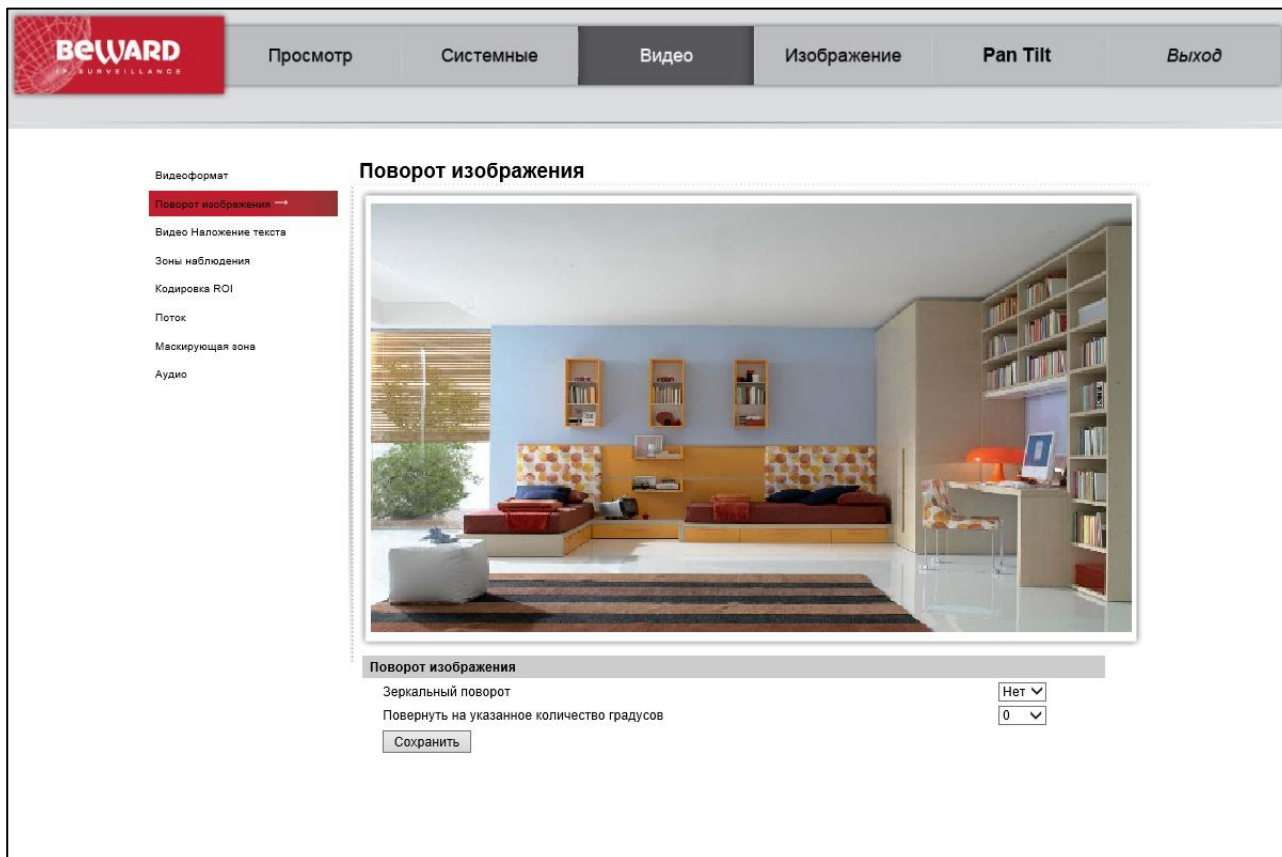 BEWARD
IP SURVEILLANCE
Просмотр
Системные
Видео
Изображение
Pan Tilt
Выход
Видеоформат
Поворот изображения
Видео Наложение текста
Зоны наблюдения
Кодировка ROI
Поток
Маскирующая зона
Аудио
Поворот изображения
Поворот изображения
Зеркальный поворот Нет
Повернуть на указанное количество градусов 0
Сохранить